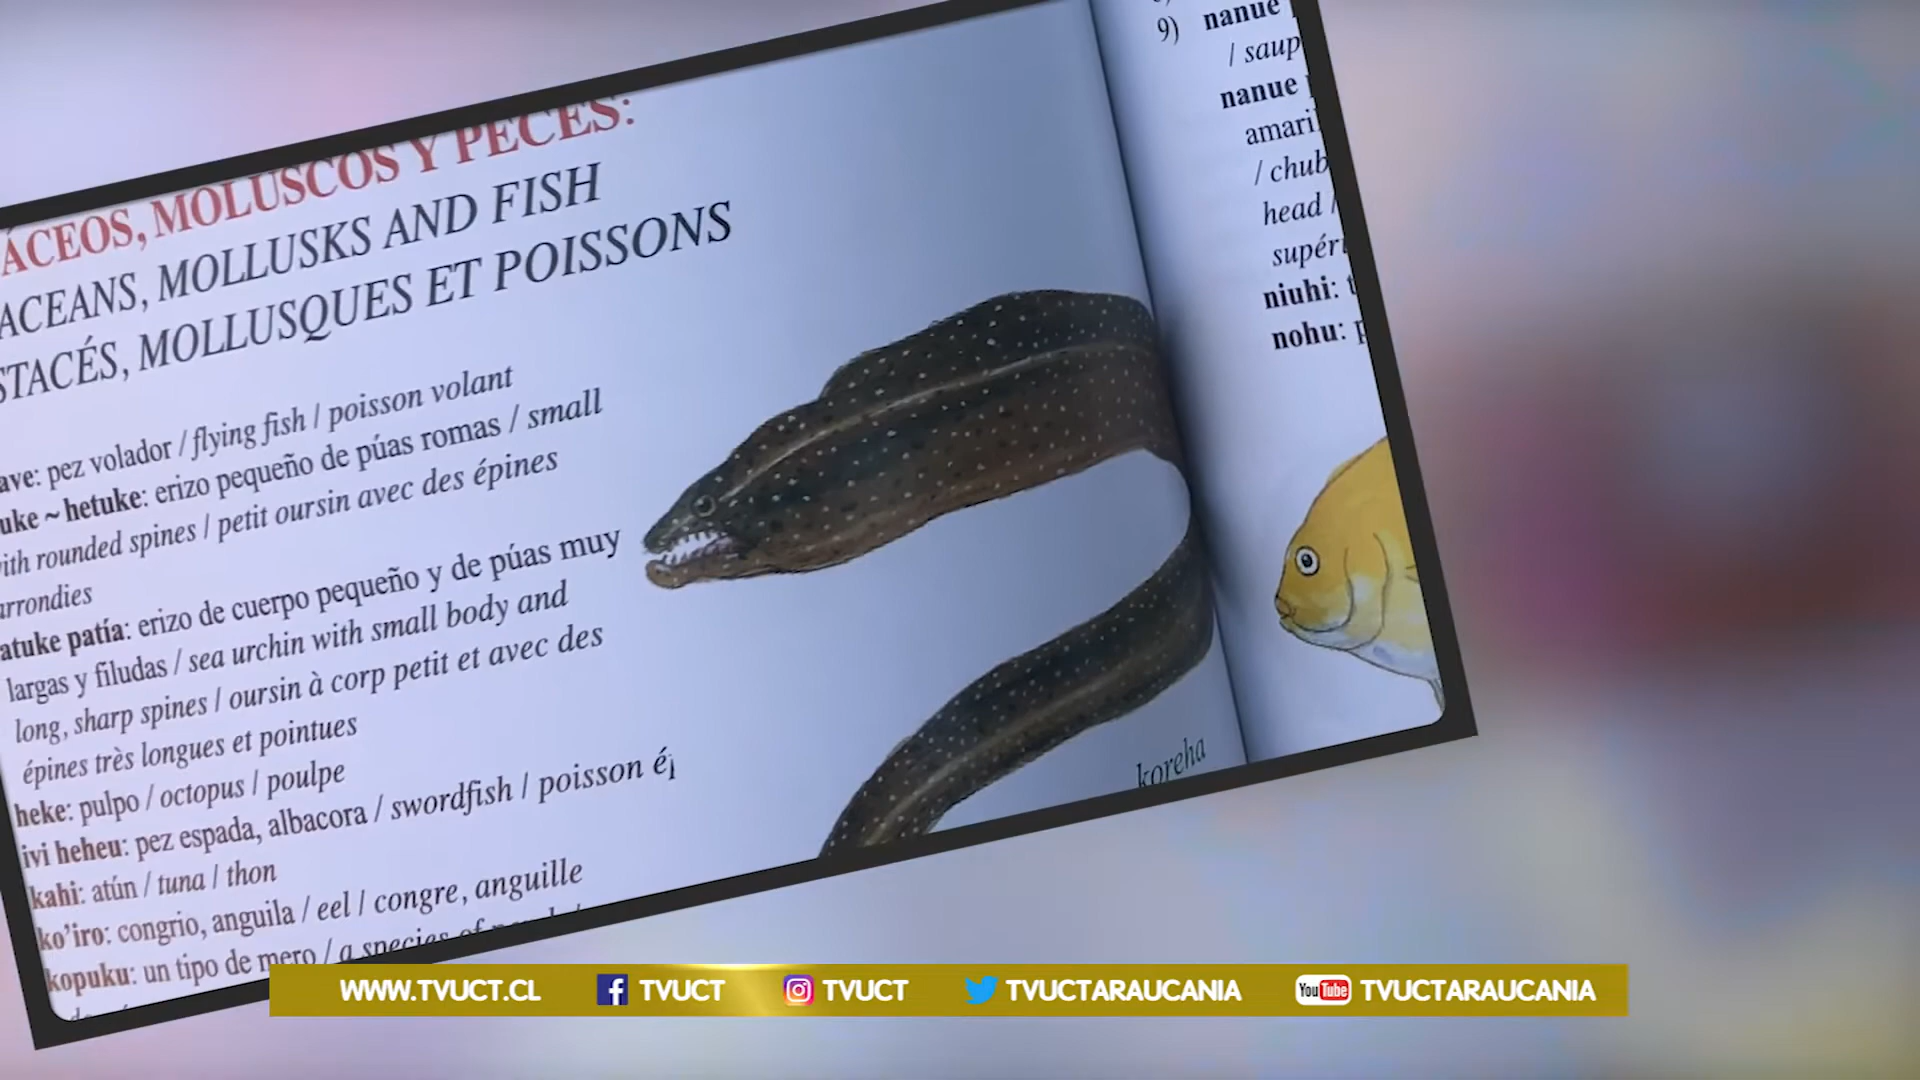 ÁCEOS, MOLUSCOS Y PECES:
ACEANS, MOLLUSKS AND FISH
STACÉS, MOLLUSQUES ET POISSONS
ave: pez volador / flying fish / poisson volant
uke ~ hetuke: erizo pequeño de púas romas / small
ith rounded spines / petit oursin avec des épines
arrondies
atuke patía: erizo de cuerpo pequeño y de púas muy
largas y filudas / sea urchin with small body and
long, sharp spines / oursin à corp petit et avec des
épines très longues et pointues
heke: pulpo / octopus / poulpe
ivi heheu: pez espada, albacora / swordfish / poisson
kahi: atún / tuna / thon
ko'iro: congrio, anguila / eel / congre, anguille
kopuku: un tipo de mero / a species of
koreha
9) nanue
/ saup
nanue
amaril
/ chub
head /
supér
niuhi: t
nohu: p
WWW.TVUCT.CL
TVUCT
TVUCT
TVUCTARAUCANIA
You Tube TVUCTARAUCANIA